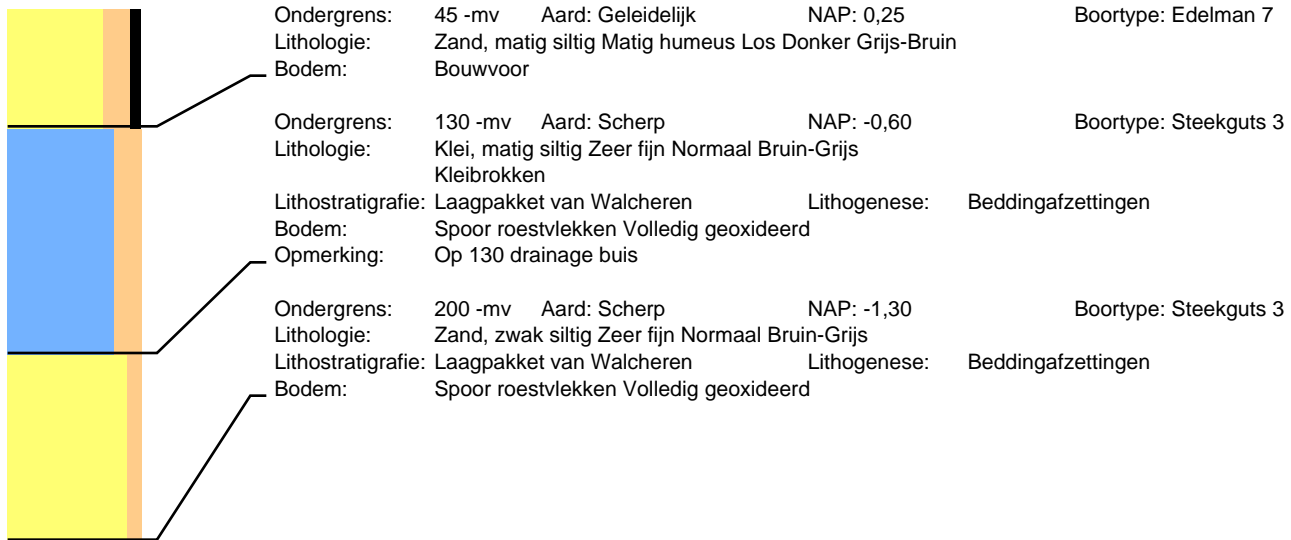 Ondergrens: 45 -mv Aard: Geleidelijk NAP: 0,25 Boortype: Edelman 7
Lithologie: Zand, matig siltig Matig humeus Los Donker Grijs-Bruin
Bodem: Bouwvoor
Ondergrens: 130 -mv Aard: Scherp NAP: -0,60 Boortype: Steekguts 3
Lithologie: Klei, matig siltig Zeer fijn Normaal Bruin-Grijs
Kleibrokken
Lithostratigrafie: Laagpakket van Walcheren Lithogenese: Beddingafzettingen
Bodem: Spoor roestvlekken Volledig geoxideerd
Opmerking: Op 130 drainage buis
Ondergrens: 200 -mv Aard: Scherp NAP: -1,30 Boortype: Steekguts 3
Lithologie: Zand, zwak siltig Zeer fijn Normaal Bruin-Grijs
Lithostratigrafie: Laagpakket van Walcheren Lithogenese: Beddingafzettingen
Bodem: Spoor roestvlekken Volledig geoxideerd